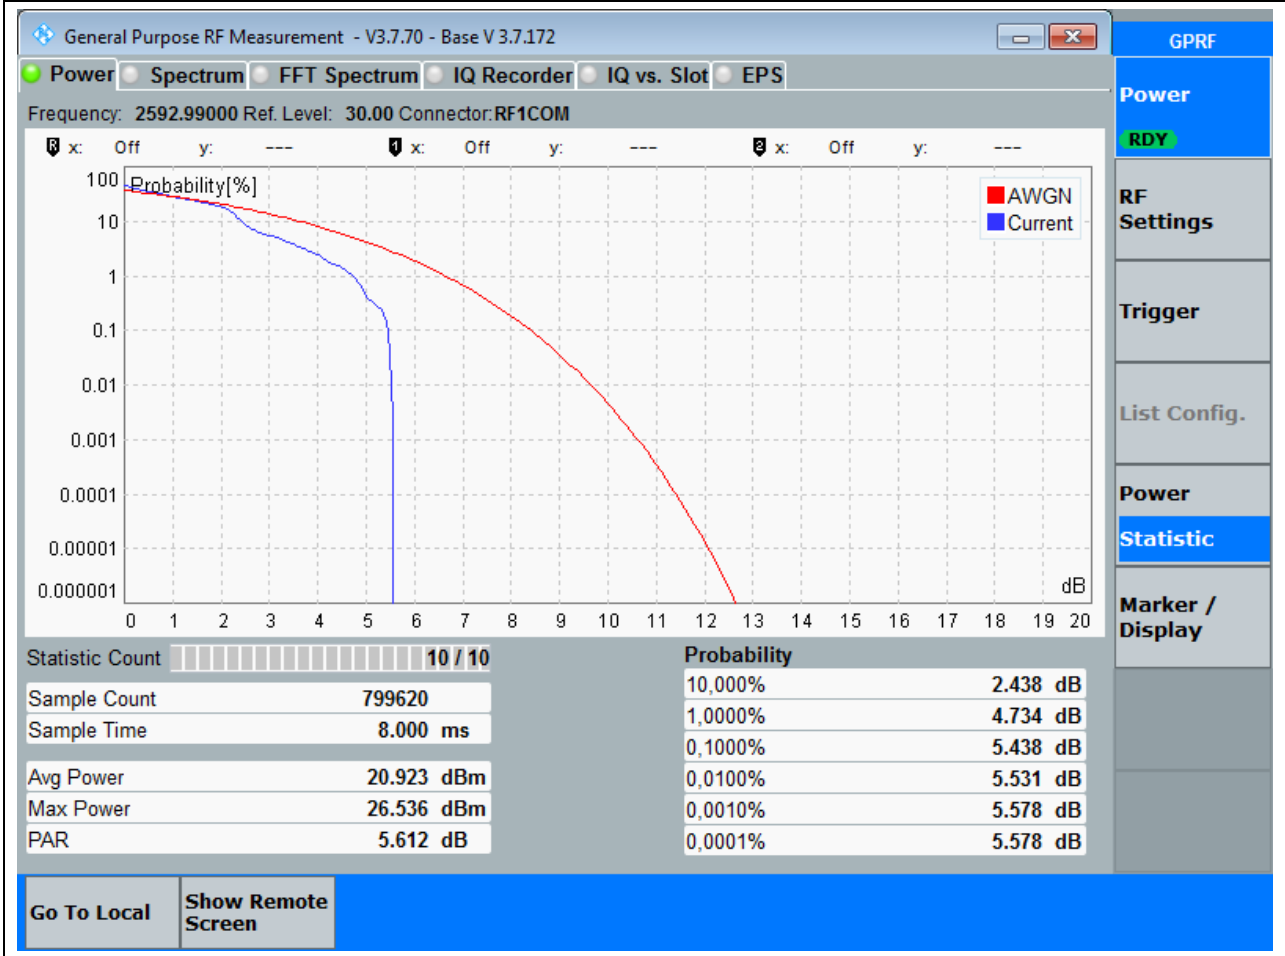 General Purpose RF Measurement - V3.7.70 - Base V 3.7.172
GPRF
Power Spectrum FFT Spectrum IQ Recorder IQ vs. Slot EPS
Frequency: 2592.99000 Ref. Level: 30.00 Connector:RF1COM
R x: Off y: --- 1 x: Off y: --- 2 x: Off y: ---
Probability[%]
AWGN
Current
100
10
1
0.1
0.01
0.001
0.0001
0.00001
0.000001
dB
0 1 2 3 4 5 6 7 8 9 10 11 12 13 14 15 16 17 18 19 20
Statistic Count 10 / 10
Sample Count 799620
Sample Time 8.000 ms
Avg Power 20.923 dBm
Max Power 26.536 dBm
PAR 5.612 dB
Probability
10,000% 2.438 dB
1,0000% 4.734 dB
0,1000% 5.438 dB
0,0100% 5.531 dB
0,0010% 5.578 dB
0,0001% 5.578 dB
Power
RDY
RF
Settings
Trigger
List Config.
Power
Statistic
Marker /
Display
Go To Local
Show Remote
Screen